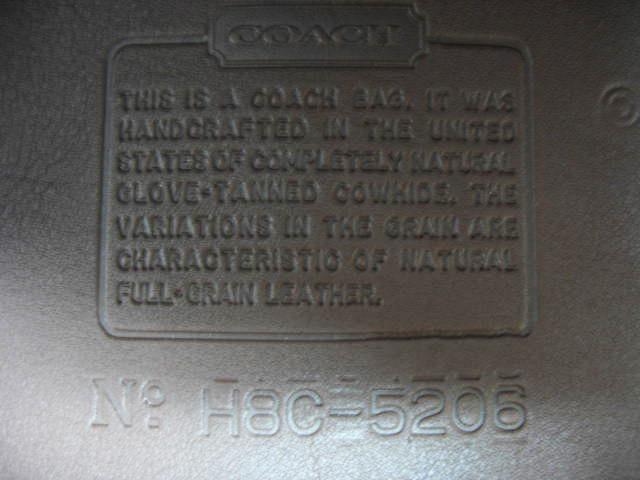 COACH
THIS IS A COACH BAG. IT WAS
HANDCRAFTED IN THE UNITED
STATES OF COMPLETELY NATURAL
GLOVE-TANNED COWHIDE. THE
VARIATIONS IN THE GRAIN ARE
CHARACTERISTIC OF NATURAL
FULL-GRAIN LEATHER.
©
No H8C-5206